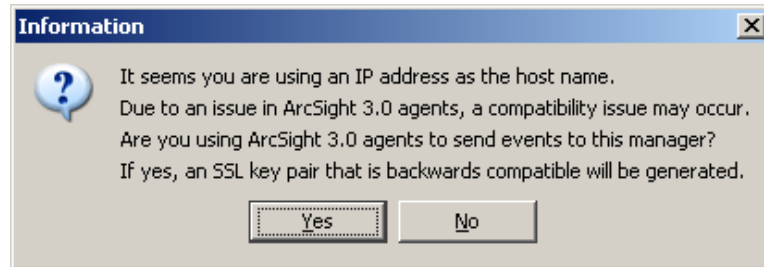 Information
It seems you are using an IP address as the host name.
Due to an issue in ArcSight 3.0 agents, a compatibility issue may occur.
Are you using ArcSight 3.0 agents to send events to this manager?
If yes, an SSL key pair that is backwards compatible will be generated.
Yes No